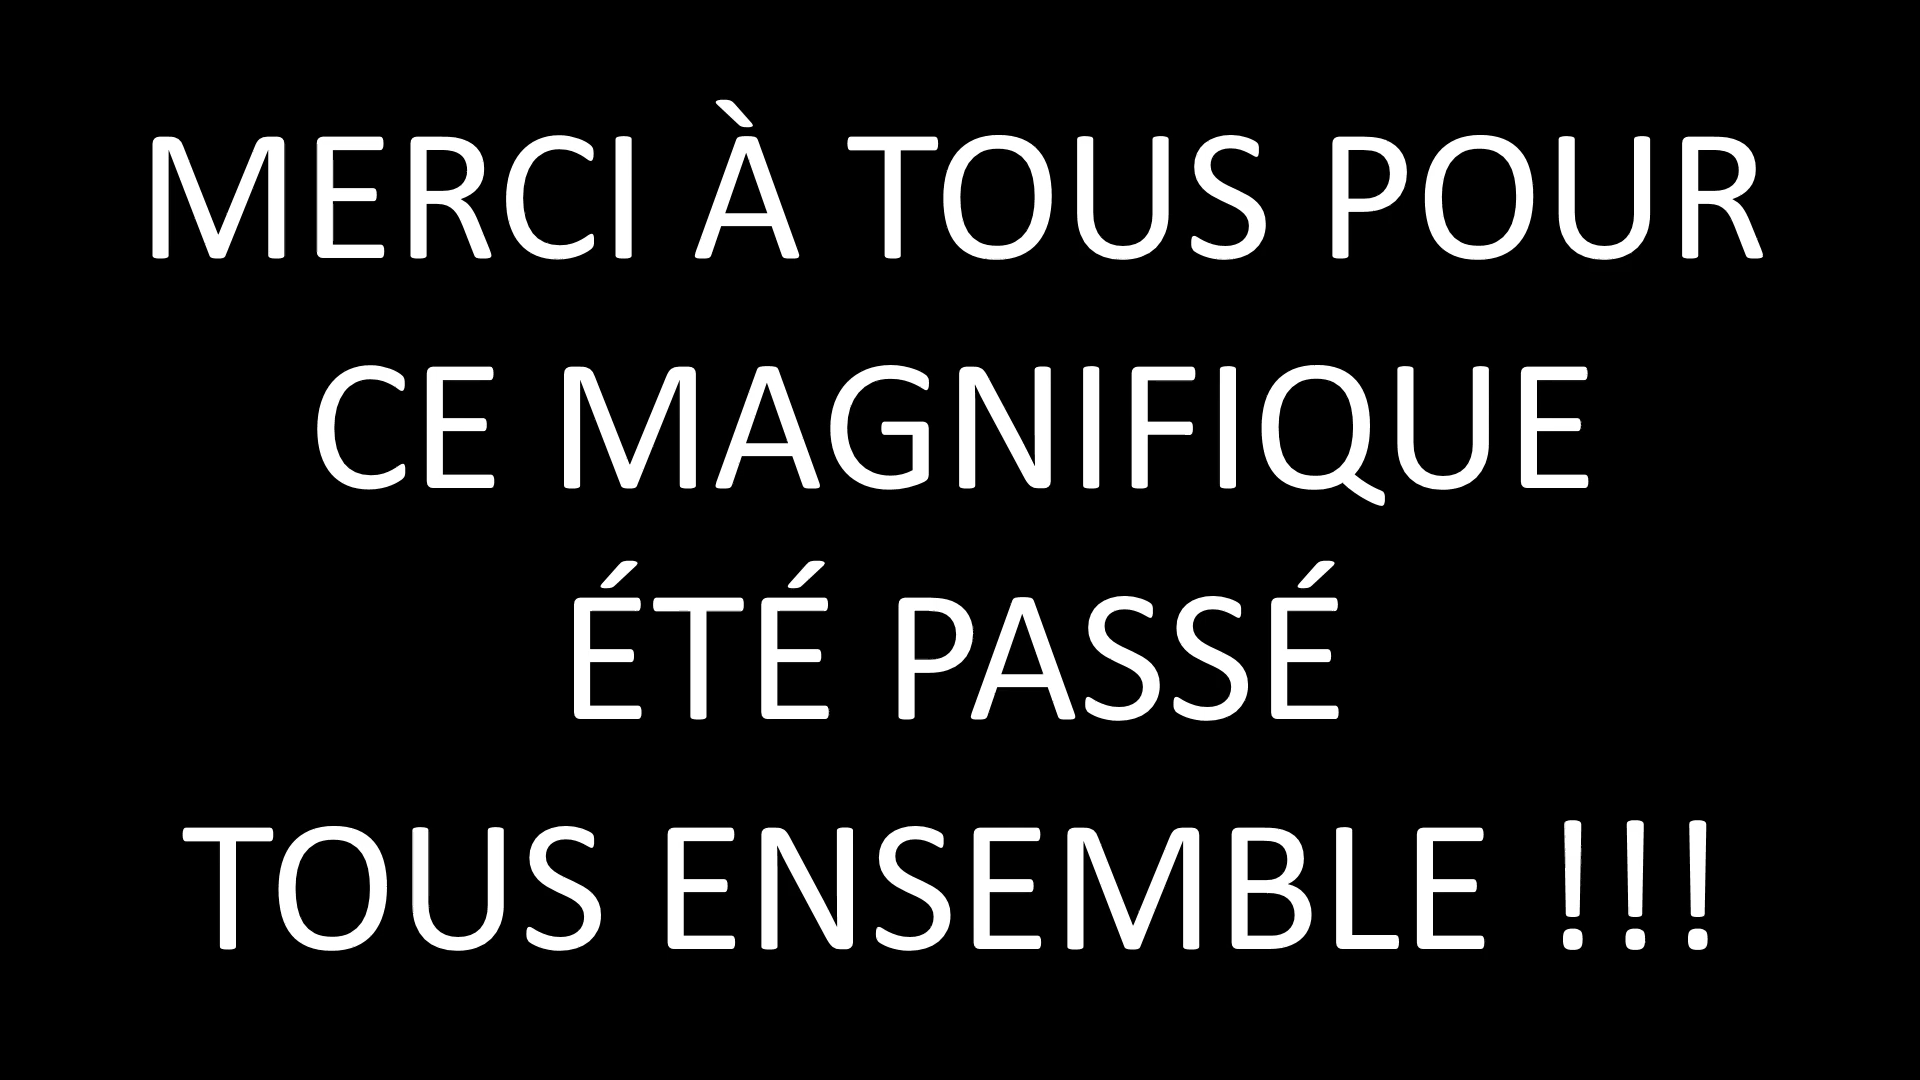 MERCI À TOUS POUR
CE MAGNIFIQUE
ÉTÉ PASSÉ
TOUS ENSEMBLE !!!